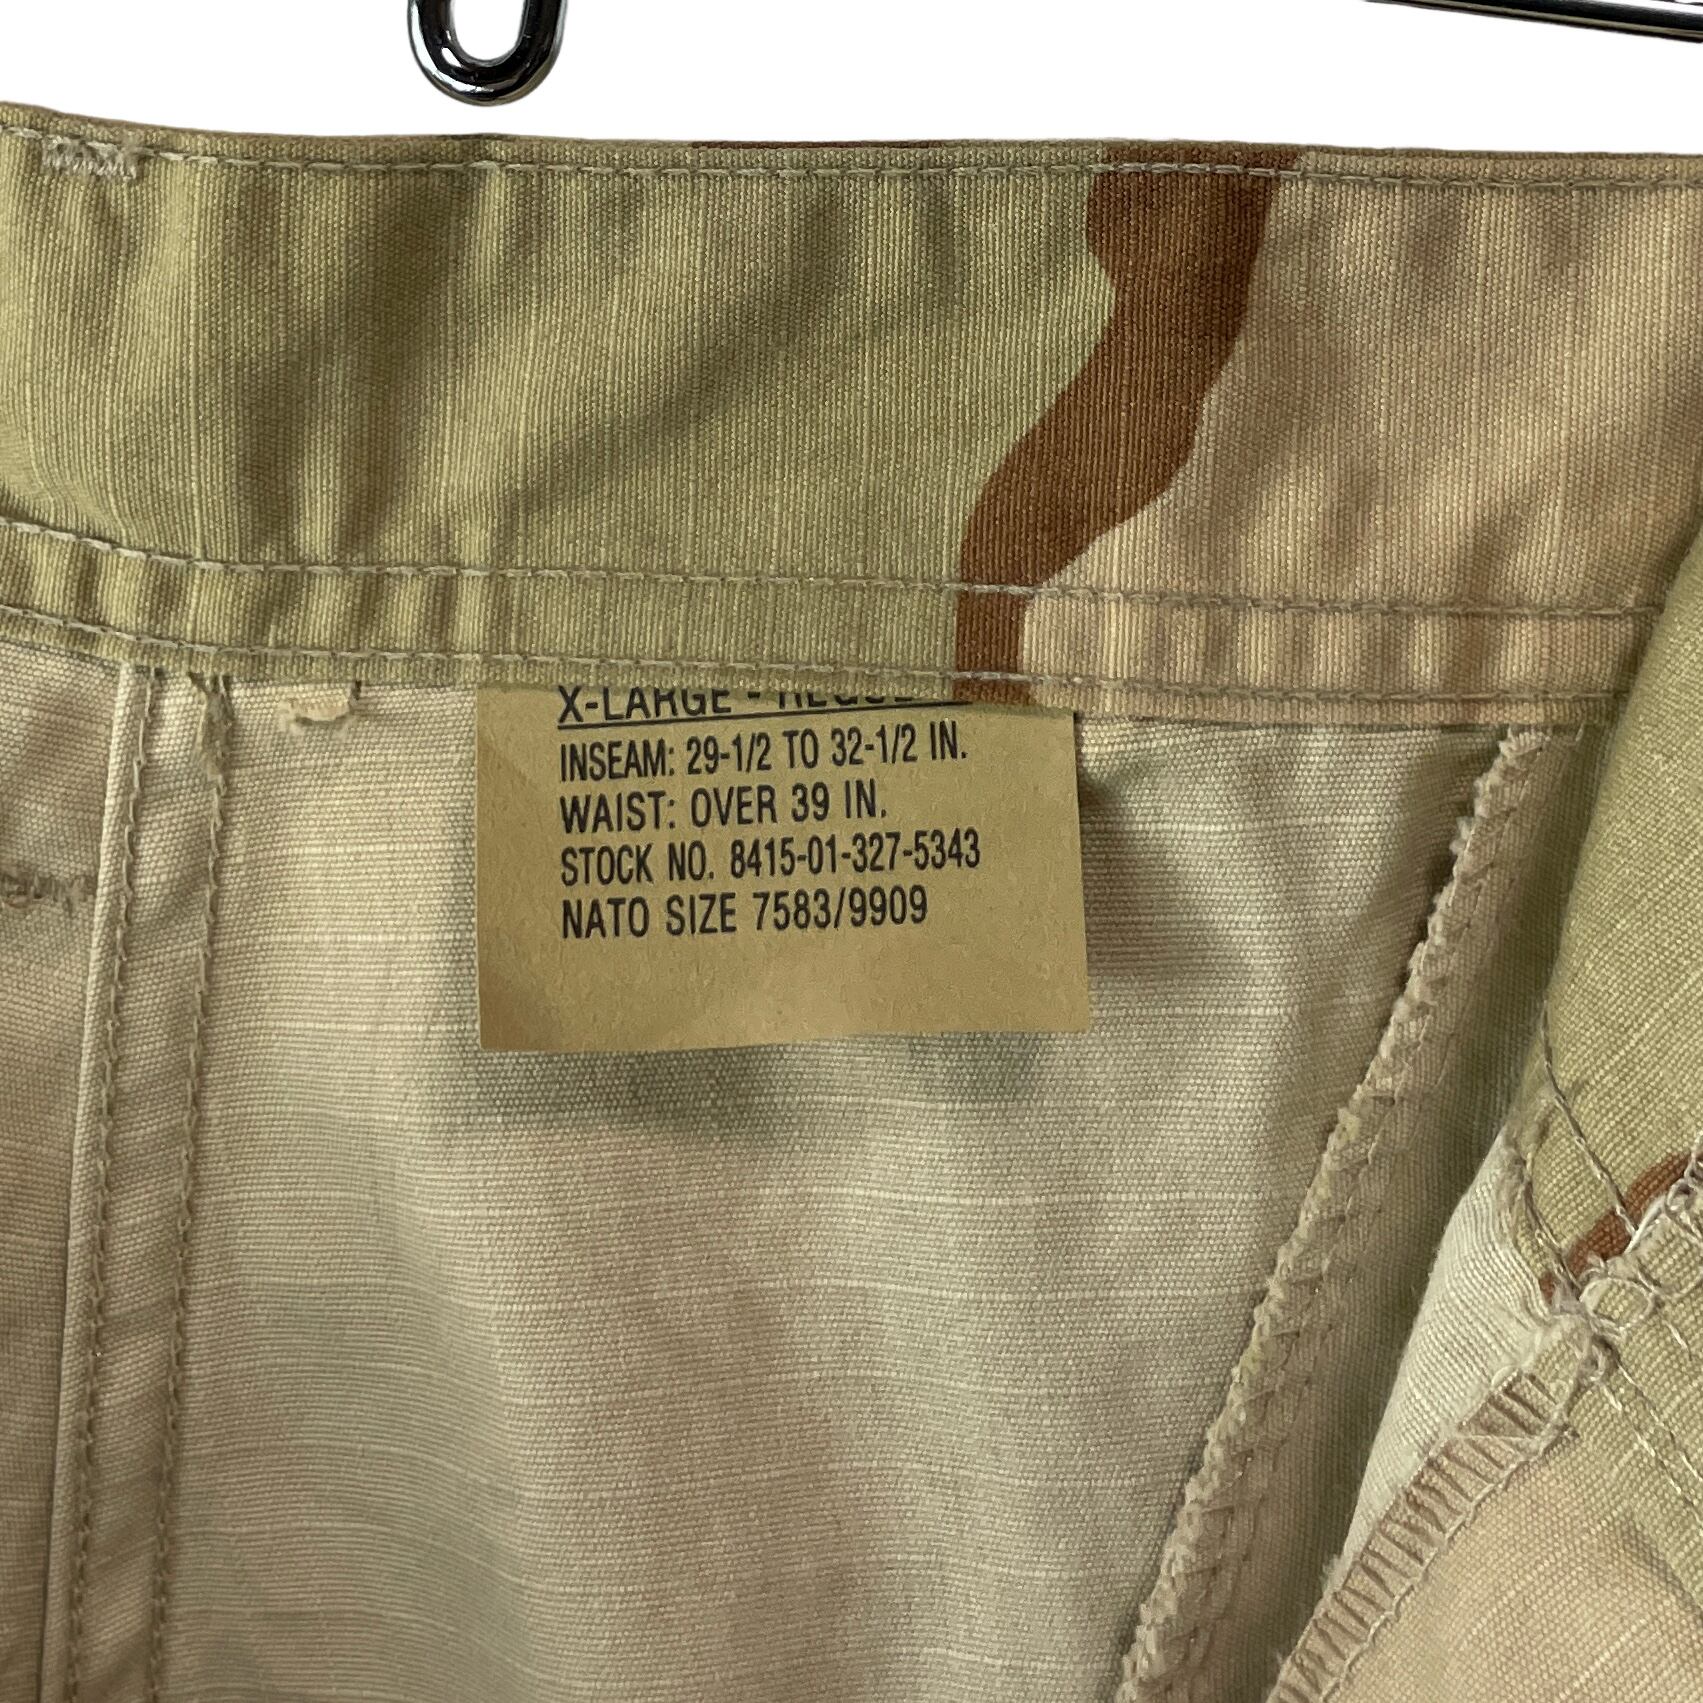 X-LARGE - REGULAR
INSEAM: 29-1/2 TO 32-1/2 IN.
WAIST: OVER 39 IN.
STOCK NO. 8415-01-327-5343
NATO SIZE 7583/9909